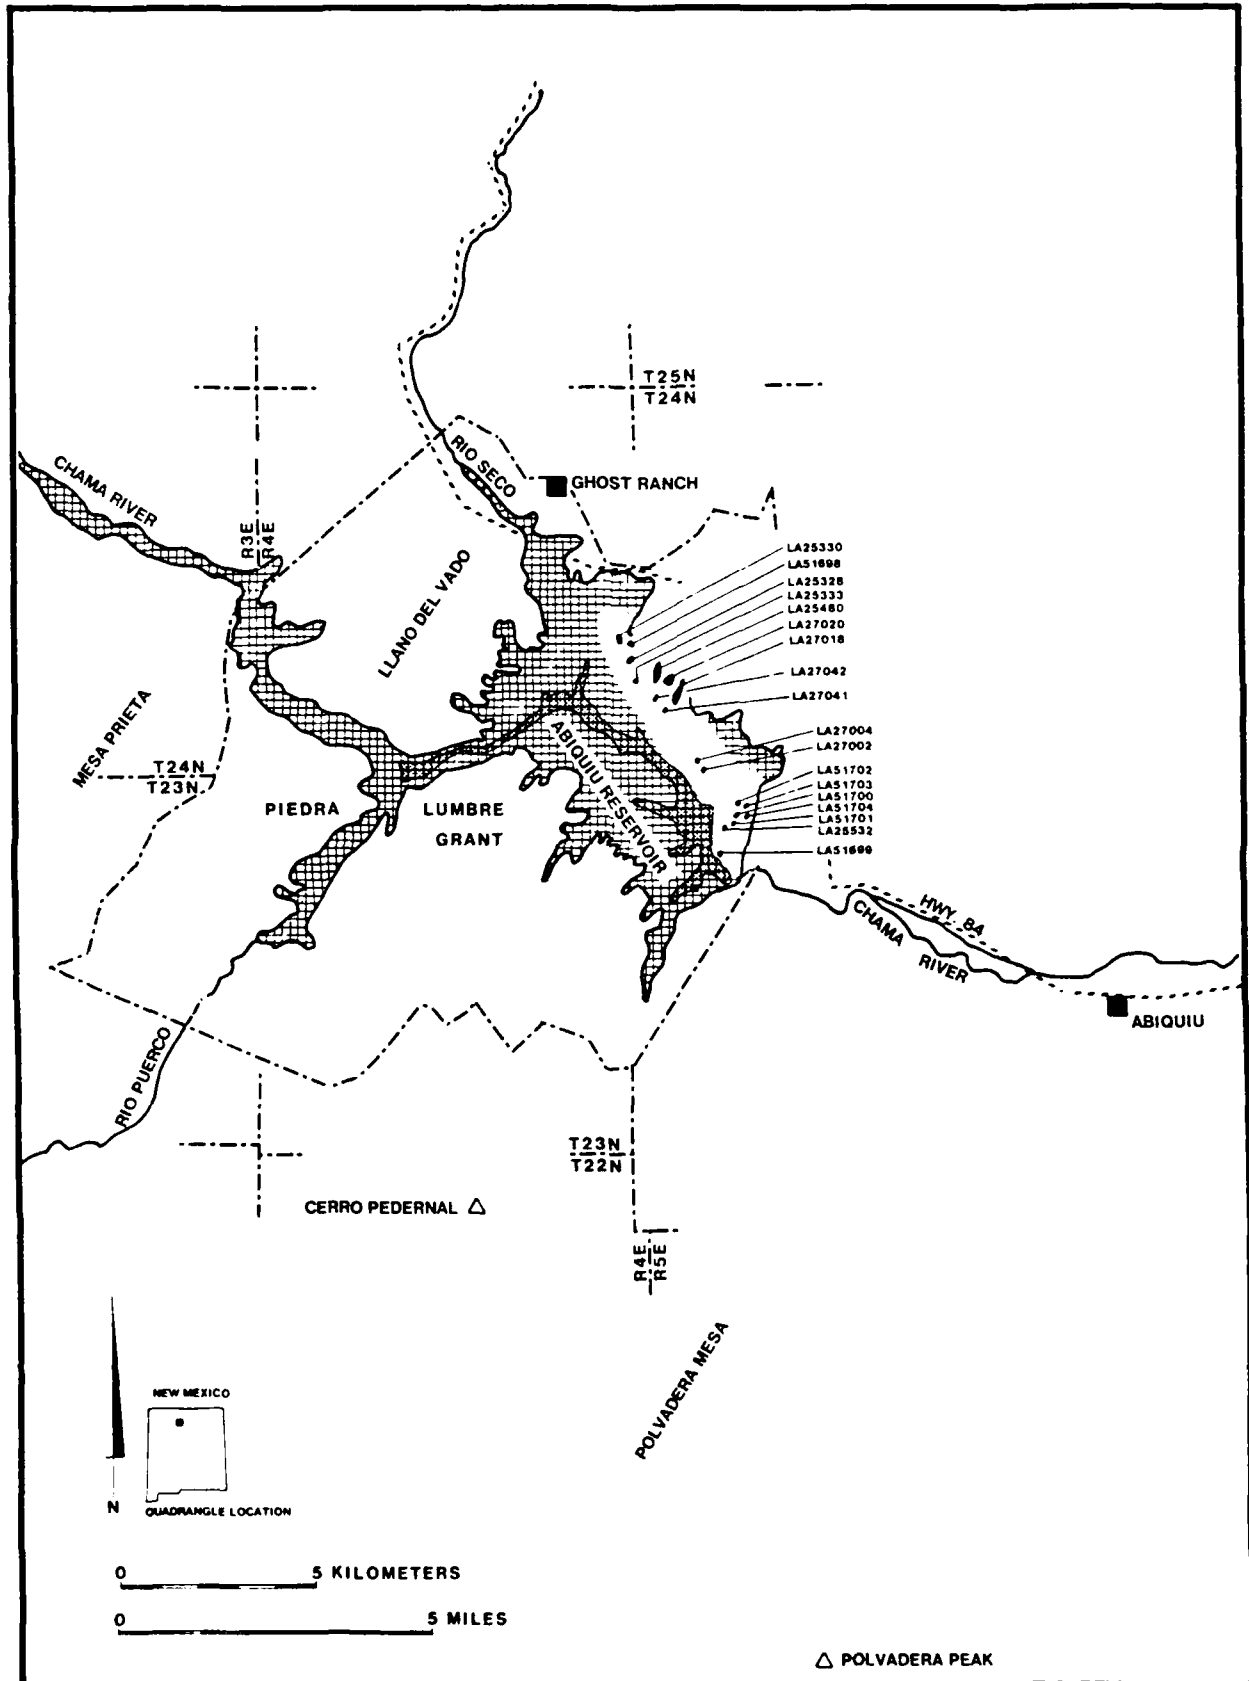 T25N
T24N
RIO SECO
GHOST RANCH
CHAMA RIVER
R3E
R4E
LLANO DEL VADO
LA25330
LA51698
LA25328
LA25333
LA25480
LA27020
LA27018
LA27042
LA27041
LA27004
LA27002
LA51702
LA51703
LA51700
LA51704
LA51701
LA25532
LA51699
MESA PRIETA
T24N
T23N
PIEDRA LUMBRE
GRANT
ABIQUIU RESERVOIR
HWY. 84
CHAMA RIVER
ABIQUIU
RIO PUERCO
T23N
T22N
CERRO PEDERNAL
R4E
R5E
POLVADERA MESA
NEW MEXICO
N
QUADRANGLE LOCATION
0 5 KILOMETERS
0 5 MILES
POLVADERA PEAK